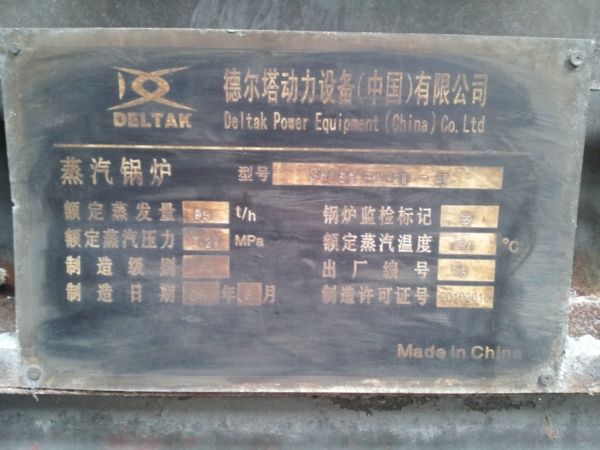 德尔塔动力设备(中国)有限公司
DELTAK
Deltak Power Equipment (China) Co.Ltd
蒸汽锅炉 型号
额定蒸发量 t/h 锅炉监检标记
额定蒸汽压力 MPa 额定蒸汽温度 ℃
制造级别 出厂编号
制造日期 年 月 制造许可证号
Made in China